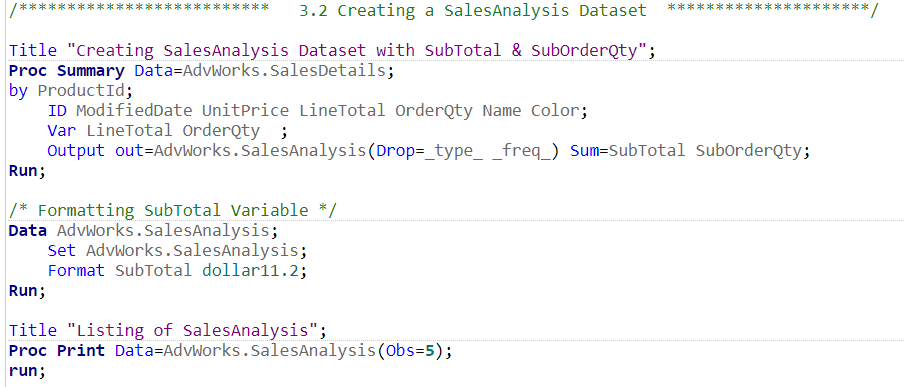 /************************** 3.2 Creating a SalesAnalysis Dataset *********************/
Title "Creating SalesAnalysis Dataset with SubTotal & SubOrderQty";
Proc Summary Data=AdvWorks.SalesDetails;
by ProductId;
ID ModifiedDate UnitPrice LineTotal OrderQty Name Color;
Var LineTotal OrderQty ;
Output out=AdvWorks.SalesAnalysis(Drop=_type_ _freq_) Sum=SubTotal SubOrderQty;
Run;
/* Formatting SubTotal Variable */
Data AdvWorks.SalesAnalysis;
Set AdvWorks.SalesAnalysis;
Format SubTotal dollar11.2;
Run;
Title "Listing of SalesAnalysis";
Proc Print Data=AdvWorks.SalesAnalysis(Obs=5);
run;